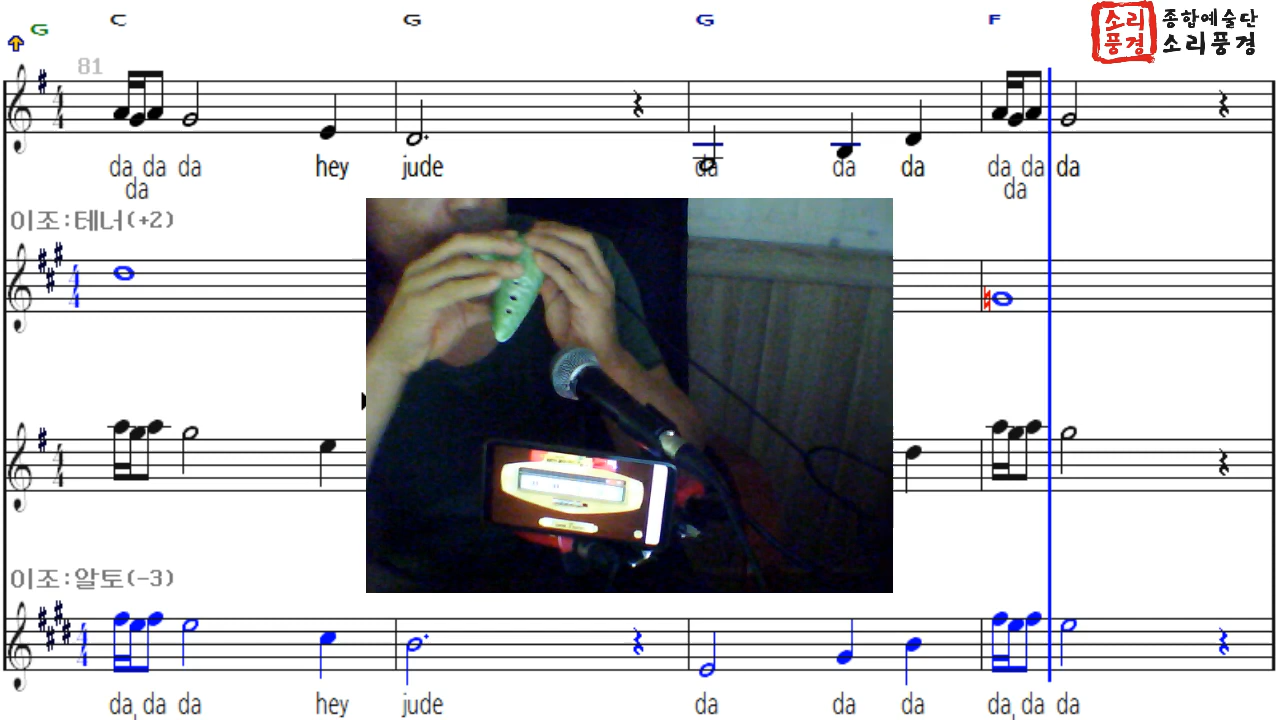 G C G G F
소리 풍경 종합예술단 소리풍경
81
da, da da hey jude da da da da, da da
da da
이조:테너(+2)
이조:알토(-3)
da, da da hey jude da da da da, da da